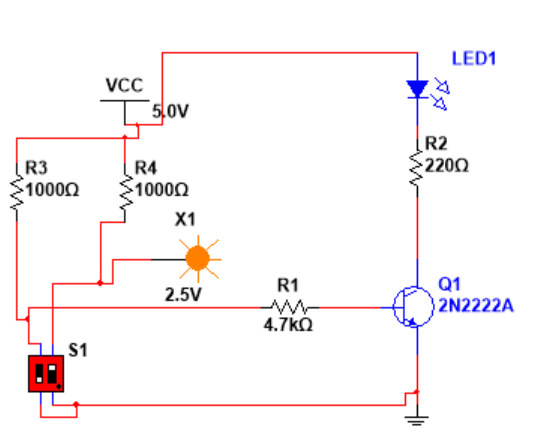 LED1
VCC
5.0V
R2
220Ω
R3
1000Ω
R4
1000Ω
X1
2.5V
R1
4.7kΩ
Q1
2N2222A
S1